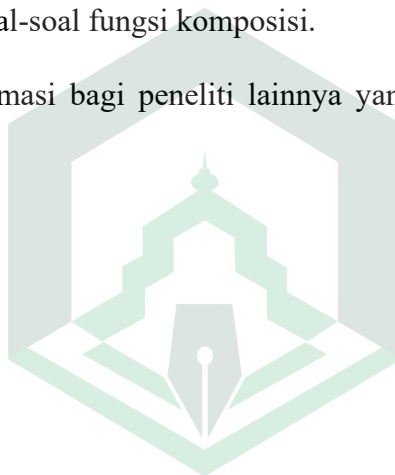 al-soal fungsi komposisi.
masi bagi peneliti lainnya yan